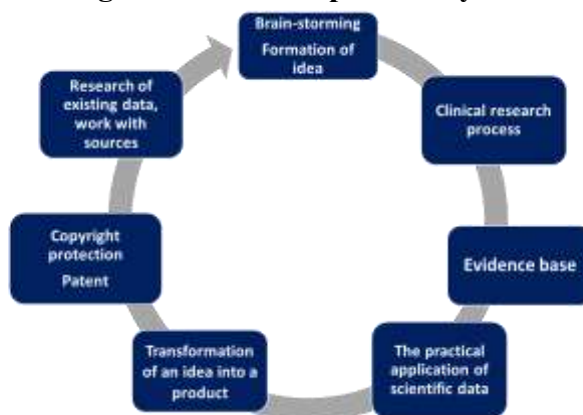 Brain-storming
Formation of
idea
Clinical research
process
Evidence base
The practical
application of
scientific data
Transformation
of an idea into a
product
Copyright
protection
Patent
Research of
existing data,
work with
sources